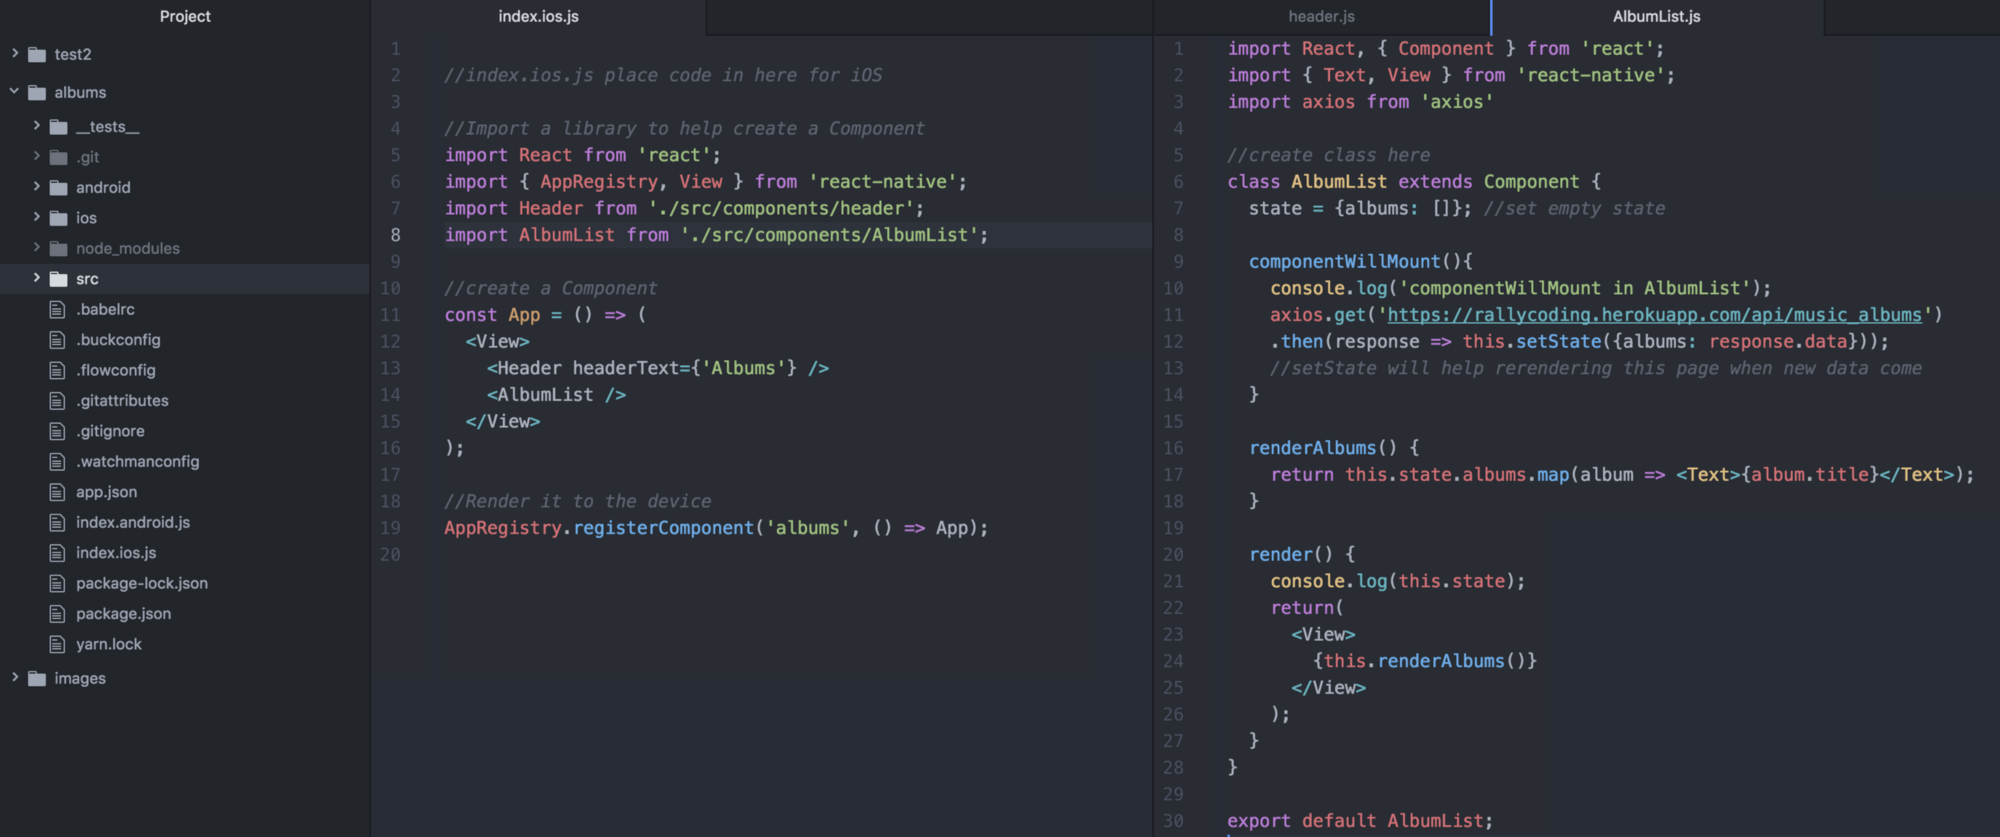 Project
test2
albums
__tests__
.git
android
ios
node_modules
src
.babelrc
.buckconfig
.flowconfig
.gitattributes
.gitignore
.watchmanconfig
app.json
index.android.js
index.ios.js
package-lock.json
package.json
yarn.lock
images
index.ios.js
1
2 //index.ios.js place code in here for iOS
3
4 //Import a library to help create a Component
5 import React from 'react';
6 import { AppRegistry, View } from 'react-native';
7 import Header from './src/components/header';
8 import AlbumList from './src/components/AlbumList';
9
10 //create a Component
11 const App = () => (
12   <View>
13     <Header headerText={'Albums'} />
14     <AlbumList />
15   </View>
16 );
17
18 //Render it to the device
19 AppRegistry.registerComponent('albums', () => App);
20
header.js
AlbumList.js
1 import React, { Component } from 'react';
2 import { Text, View } from 'react-native';
3 import axios from 'axios'
4
5 //create class here
6 class AlbumList extends Component {
7   state = {albums: []}; //set empty state
8
9   componentWillMount(){
10     console.log('componentWillMount in AlbumList');
11     axios.get('https://rallycoding.herokuapp.com/api/music_albums')
12     .then(response => this.setState({albums: response.data}));
13     //setState will help rerendering this page when new data come
14   }
15
16   renderAlbums() {
17     return this.state.albums.map(album => <Text>{album.title}</Text>);
18   }
19
20   render() {
21     console.log(this.state);
22     return(
23       <View>
24         {this.renderAlbums()}
25       </View>
26     );
27   }
28 }
29
30 export default AlbumList;